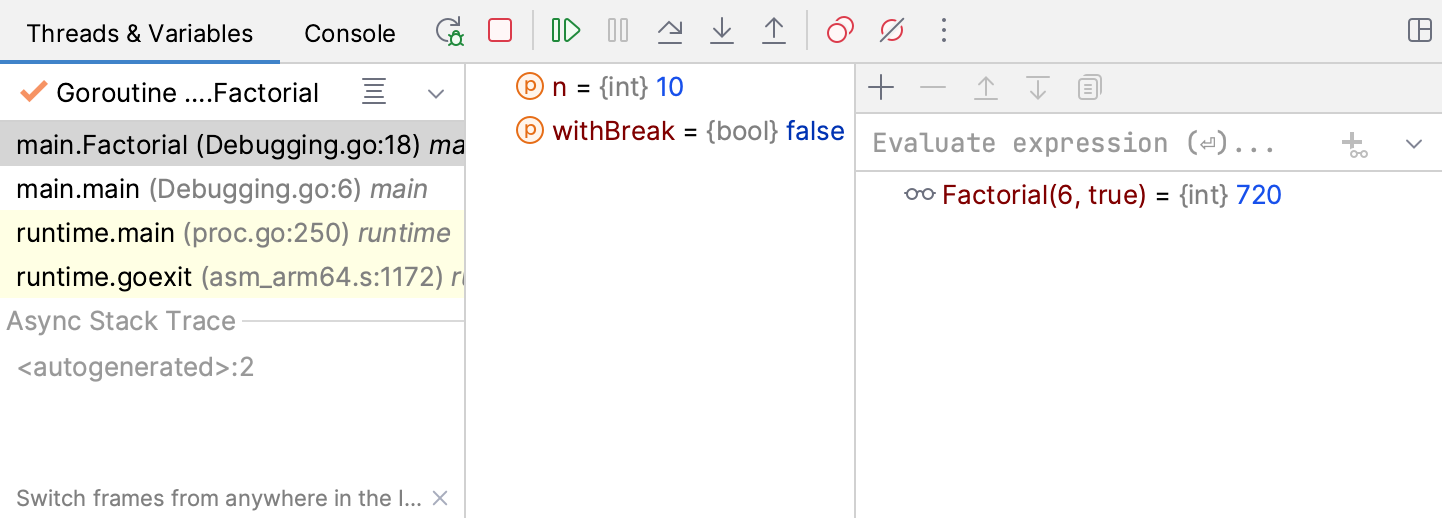 Threads & Variables Console
Goroutine ....Factorial
main.Factorial (Debugging.go:18) ma
main.main (Debugging.go:6) main
runtime.main (proc.go:250) runtime
runtime.goexit (asm_arm64.s:1172) r
Async Stack Trace
<autogenerated>:2
Switch frames from anywhere in the I...
p n = {int} 10
p withBreak = {bool} false
Evaluate expression (⏎)...
Factorial(6, true) = {int} 720